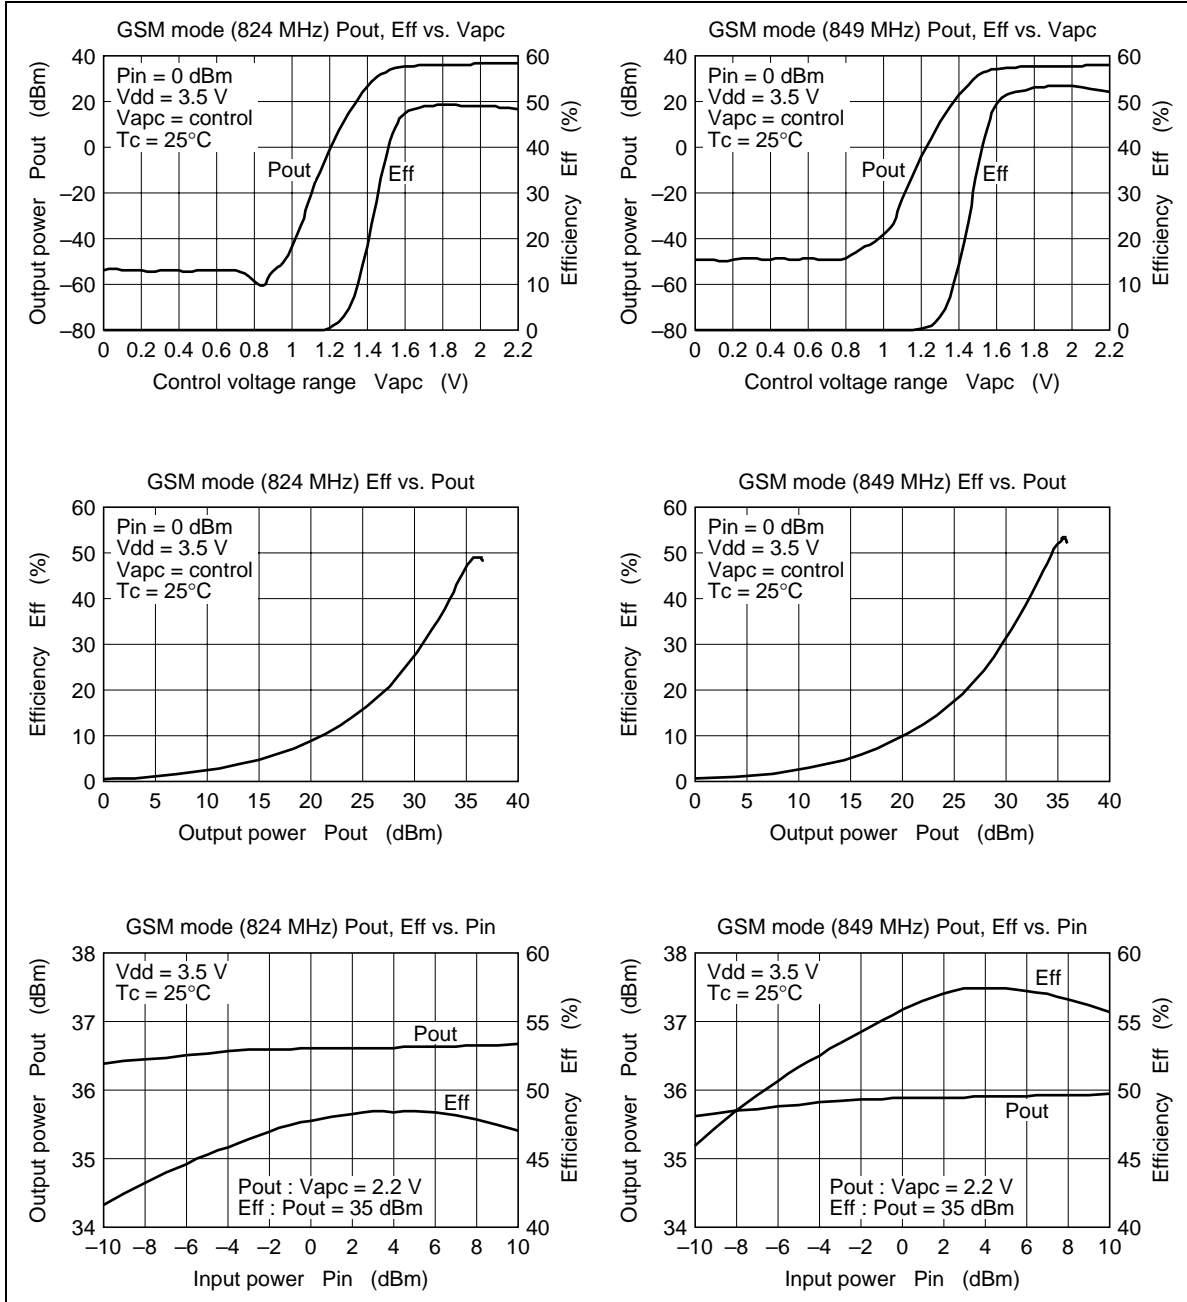 GSM mode (824 MHz) Pout, Eff vs. Vapc
Output power Pout (dBm)
40
20
0
–20
–40
–60
–80
Pin = 0 dBm
Vdd = 3.5 V
Vapc = control
Tc = 25°C
Pout
Eff
60
50
40
30
20
10
0
Efficiency Eff (%)
0 0.2 0.4 0.6 0.8 1 1.2 1.4 1.6 1.8 2 2.2
Control voltage range Vapc (V)
GSM mode (849 MHz) Pout, Eff vs. Vapc
Output power Pout (dBm)
40
20
0
–20
–40
–60
–80
Pin = 0 dBm
Vdd = 3.5 V
Vapc = control
Tc = 25°C
Pout
Eff
60
50
40
30
20
10
0
Efficiency Eff (%)
0 0.2 0.4 0.6 0.8 1 1.2 1.4 1.6 1.8 2 2.2
Control voltage range Vapc (V)
GSM mode (824 MHz) Eff vs. Pout
Efficiency Eff (%)
60
50
40
30
20
10
0
Pin = 0 dBm
Vdd = 3.5 V
Vapc = control
Tc = 25°C
0 5 10 15 20 25 30 35 40
Output power Pout (dBm)
GSM mode (849 MHz) Eff vs. Pout
Efficiency Eff (%)
60
50
40
30
20
10
0
Pin = 0 dBm
Vdd = 3.5 V
Vapc = control
Tc = 25°C
0 5 10 15 20 25 30 35 40
Output power Pout (dBm)
GSM mode (824 MHz) Pout, Eff vs. Pin
Output power Pout (dBm)
38
37
36
35
34
Vdd = 3.5 V
Tc = 25°C
Pout
Eff
Pout : Vapc = 2.2 V
Eff : Pout = 35 dBm
60
55
50
45
40
Efficiency Eff (%)
–10 –8 –6 –4 –2 0 2 4 6 8 10
Input power Pin (dBm)
GSM mode (849 MHz) Pout, Eff vs. Pin
Output power Pout (dBm)
38
37
36
35
34
Vdd = 3.5 V
Tc = 25°C
Eff
Pout
Pout : Vapc = 2.2 V
Eff : Pout = 35 dBm
60
55
50
45
40
Efficiency Eff (%)
–10 –8 –6 –4 –2 0 2 4 6 8 10
Input power Pin (dBm)